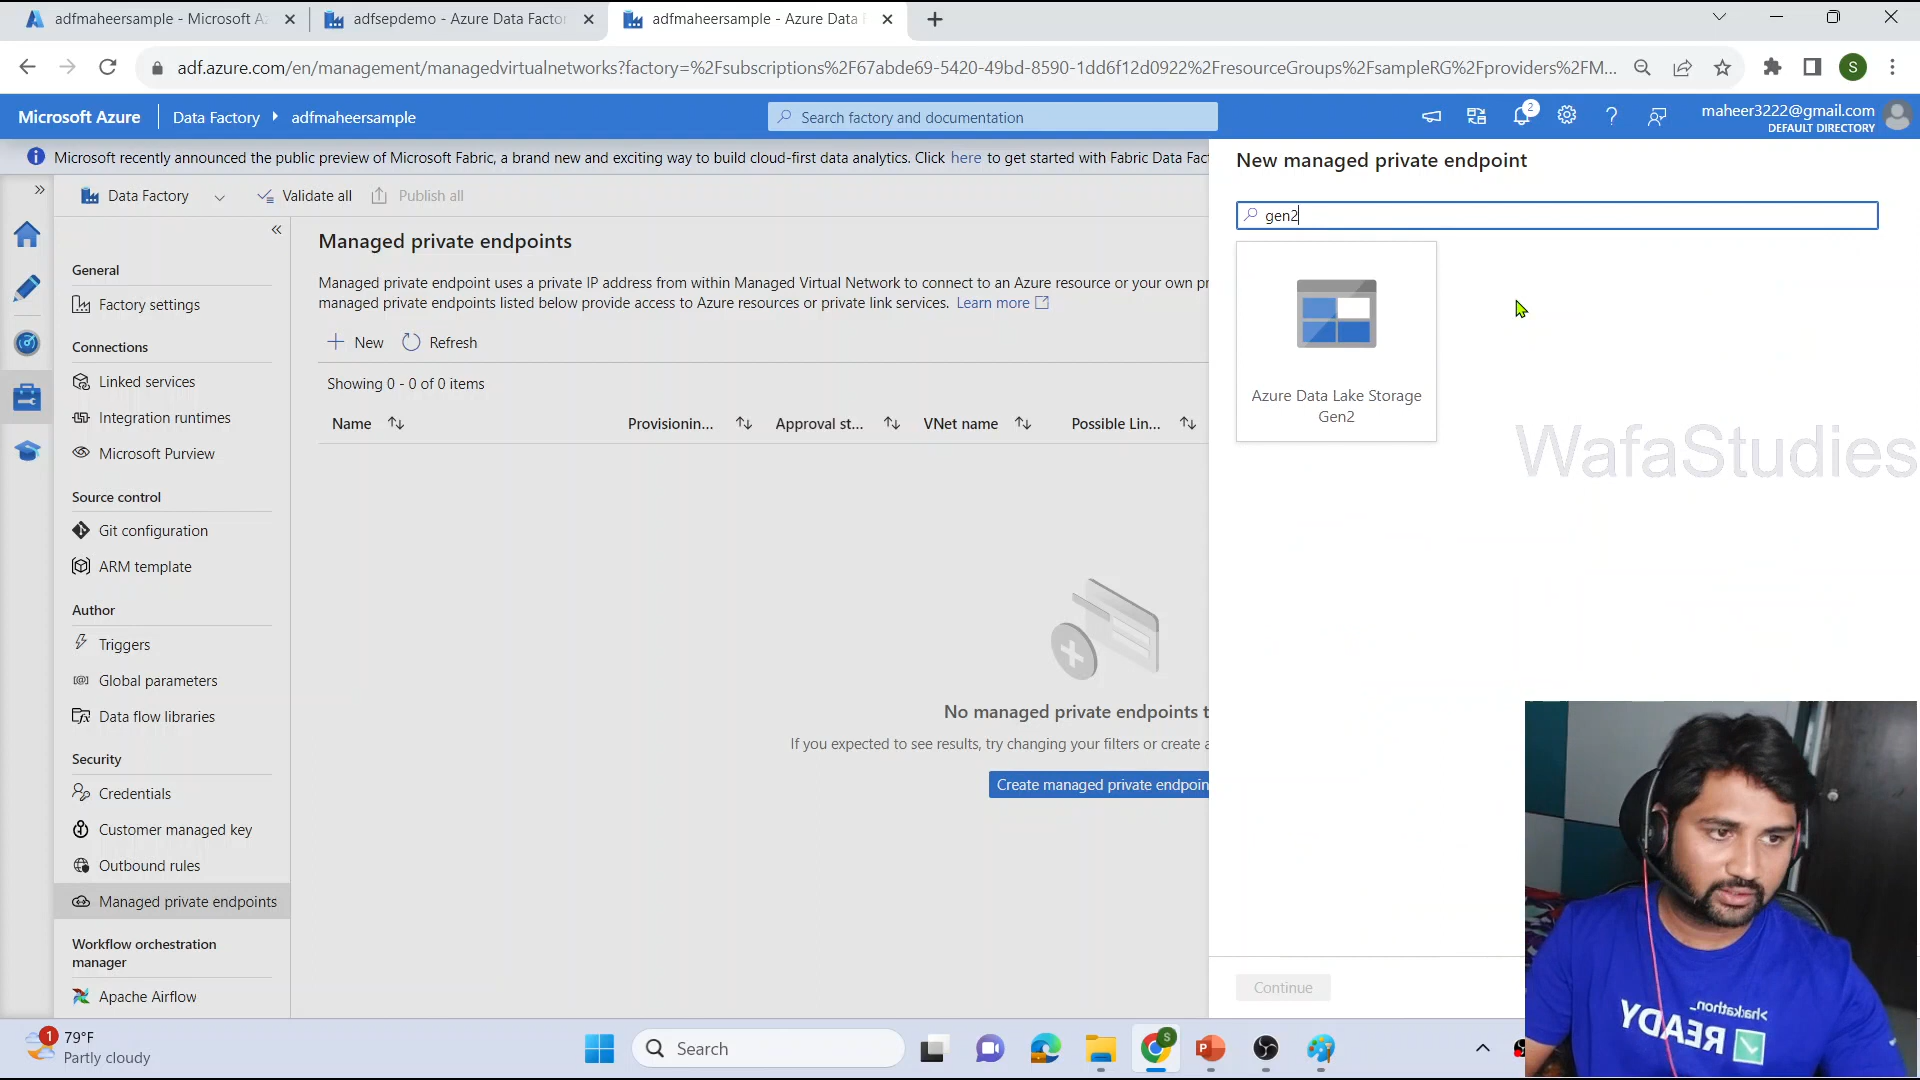 adfmaheersample - Microsoft A
adfsepdemo - Azure Data Factor
adfmaheersample - Azure Data
adf.azure.com/en/management/managedvirtualnetworks?factory=%2Fsubscriptions%2F67abde69-5420-49bd-8590-1dd6f12d0922%2FresourceGroups%2FsampleRG%2Fproviders%2FM...
S
Microsoft Azure
Data Factory
adfmaheersample
Search factory and documentation
2
maheer3222@gmail.com
DEFAULT DIRECTORY
Microsoft recently announced the public preview of Microsoft Fabric, a brand new and exciting way to build cloud-first data analytics. Click here to get started with Fabric Data Fact
Data Factory
Validate all
Publish all
General
Factory settings
Connections
Linked services
Integration runtimes
Microsoft Purview
Source control
Git configuration
ARM template
Author
Triggers
Global parameters
Data flow libraries
Security
Credentials
Customer managed key
Outbound rules
Managed private endpoints
Workflow orchestration
manager
Apache Airflow
Managed private endpoints
Managed private endpoint uses a private IP address from within Managed Virtual Network to connect to an Azure resource or your own pr
managed private endpoints listed below provide access to Azure resources or private link services. Learn more
New
Refresh
Showing 0 - 0 of 0 items
Name
Provisionin...
Approval st...
VNet name
Possible Lin...
No managed private endpoints t
If you expected to see results, try changing your filters or create a
Create managed private endpoin
New managed private endpoint
gen2
Azure Data Lake Storage
Gen2
WafaStudies
Continue
>hackathon_
READY
1
79°F
Partly cloudy
Search
S